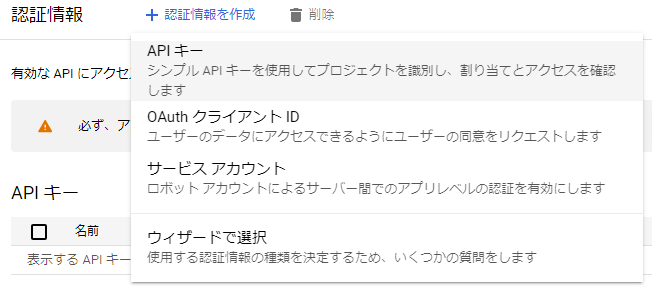 認証情報
+ 認証情報を作成
削除
有効な API にアクセス
API キー
シンプル API キーを使用してプロジェクトを識別し、割り当てとアクセスを確認
します
OAuth クライアント ID
ユーザーのデータにアクセスできるようにユーザーの同意をリクエストします
必ず、ア
サービス アカウント
ロボット アカウントによるサーバー間でのアプリレベルの認証を有効にします
ウィザードで選択
使用する認証情報の種類を決定するため、いくつかの質問をします
API キー
名前
表示する API キー